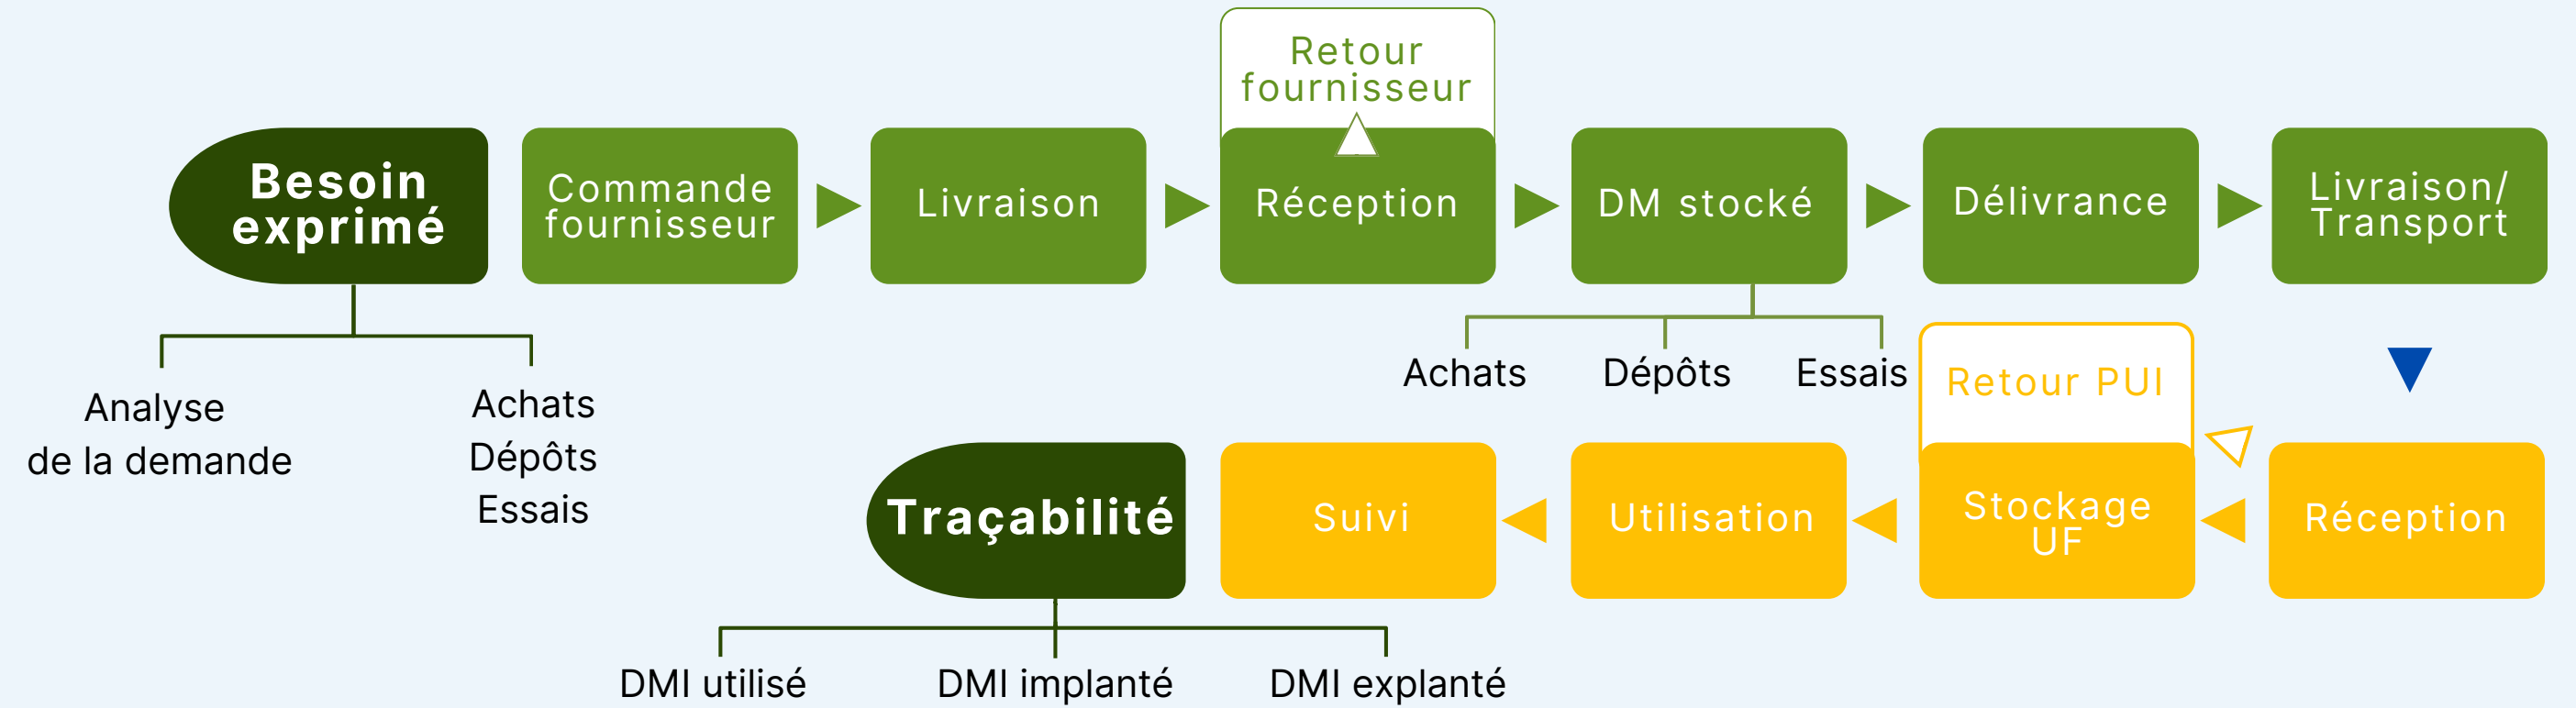 Retour
fournisseur
Besoin
exprimé
Commande
fournisseur
Livraison
Réception
DM stocké
Délivrance
Livraison/
Transport
Analyse
de la demande
Achats
Dépôts
Essais
Achats
Dépôts
Essais
Retour PUI
Traçabilité
Suivi
Utilisation
Stockage
UF
Réception
DMI utilisé
DMI implanté
DMI explanté